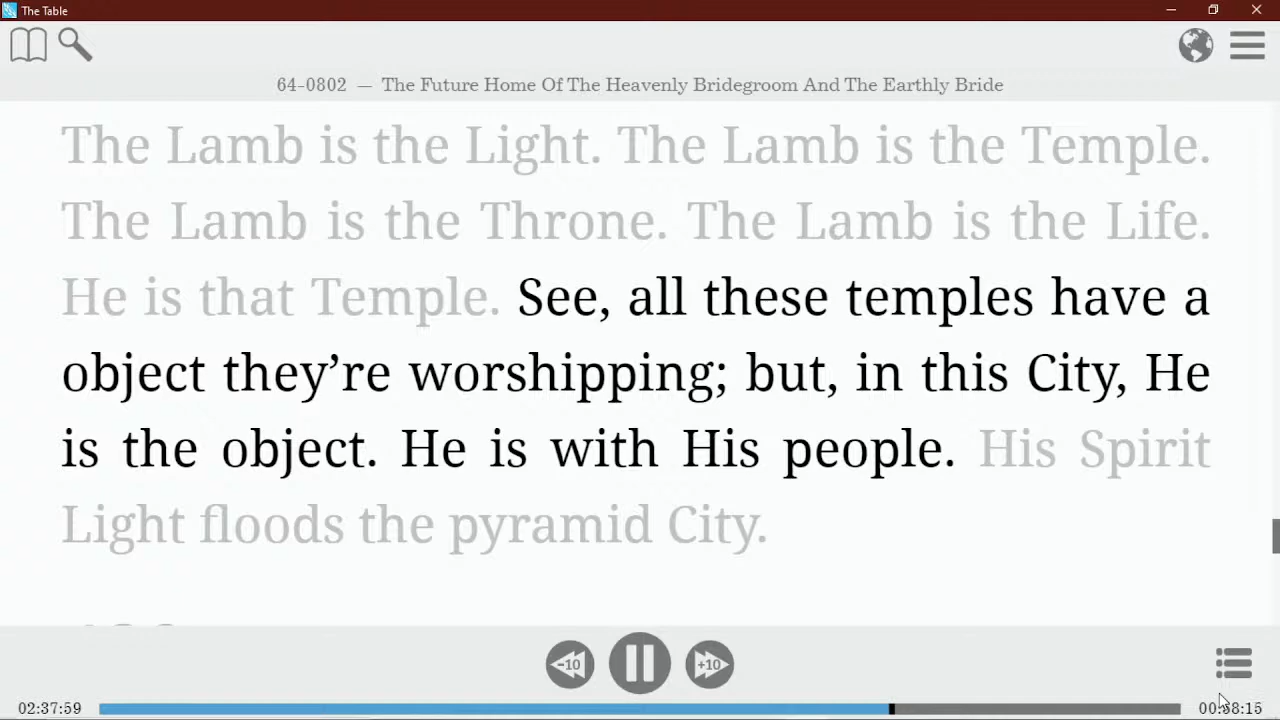 The Table
64-0802 — The Future Home Of The Heavenly Bridegroom And The Earthly Bride
The Lamb is the Light. The Lamb is the Temple.
The Lamb is the Throne. The Lamb is the Life.
He is that Temple. See, all these temples have a
object they’re worshipping; but, in this City, He
is the object. He is with His people. His Spirit
Light floods the pyramid City.
-10
+10
02:37:59
00:58:15